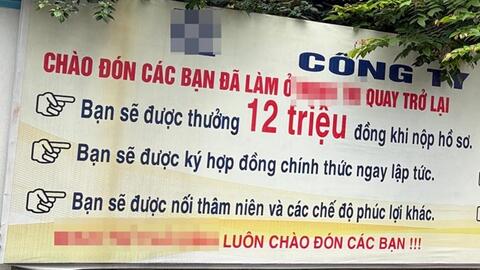 CÔNG TY
CHÀO ĐÓN CÁC BẠN ĐÃ LÀM Ở QUAY TRỞ LẠI
Bạn sẽ được thưởng 12 triệu đồng khi nộp hồ sơ.
Bạn sẽ được ký hợp đồng chính thức ngay lập tức.
Bạn sẽ được nối thâm niên và các chế độ phúc lợi khác.
LUÔN CHÀO ĐÓN CÁC BẠN !!!